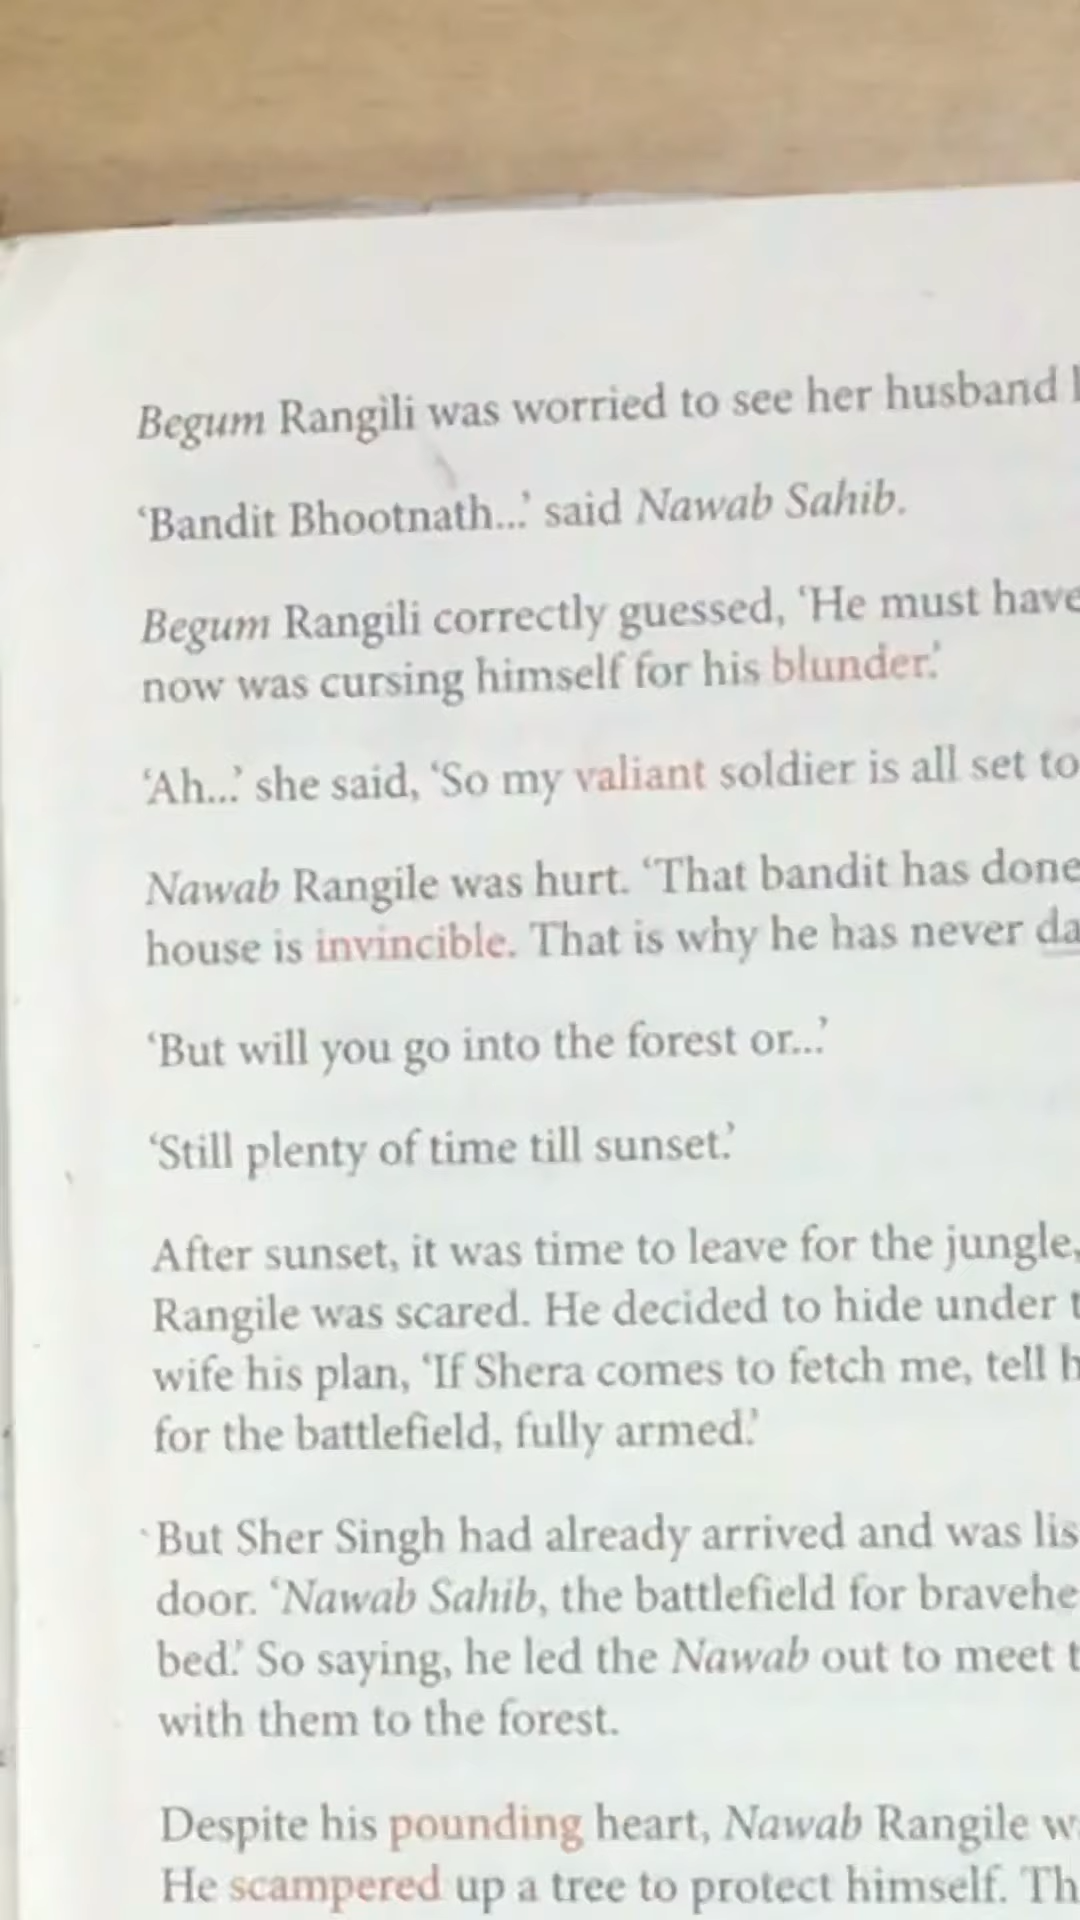 Begum Rangili was worried to see her husband
‘Bandit Bhootnath...’ said Nawab Sahib.
Begum Rangili correctly guessed, ‘He must have
now was cursing himself for his blunder.’
‘Ah...’ she said, ‘So my valiant soldier is all set to
Nawab Rangile was hurt. ‘That bandit has done
house is invincible. That is why he has never da
‘But will you go into the forest or...’
‘Still plenty of time till sunset.’
After sunset, it was time to leave for the jungle,
Rangile was scared. He decided to hide under t
wife his plan, ‘If Shera comes to fetch me, tell h
for the battlefield, fully armed.’
But Sher Singh had already arrived and was lis
door. ‘Nawab Sahib, the battlefield for bravehe
bed.’ So saying, he led the Nawab out to meet t
with them to the forest.
Despite his pounding heart, Nawab Rangile w
He scampered up a tree to protect himself. Th